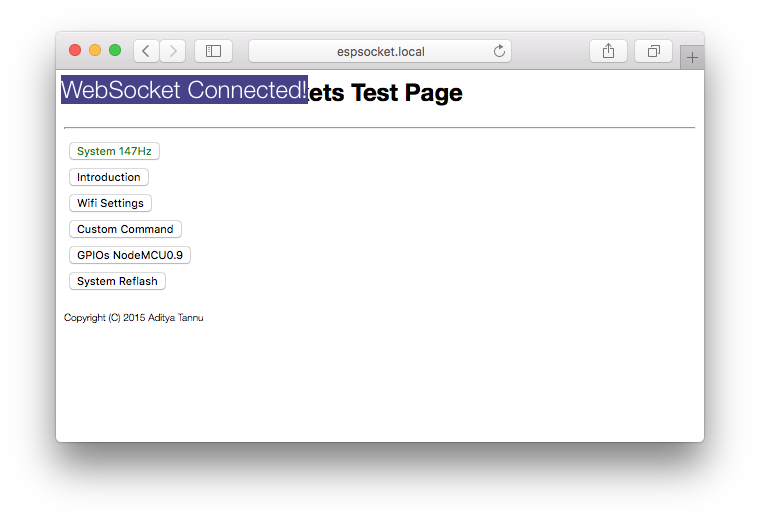 espsocket.local
WebSocket Connected!ets Test Page
System 147Hz
Introduction
Wifi Settings
Custom Command
GPIOs NodeMCU0.9
System Reflash
Copyright (C) 2015 Aditya Tannu